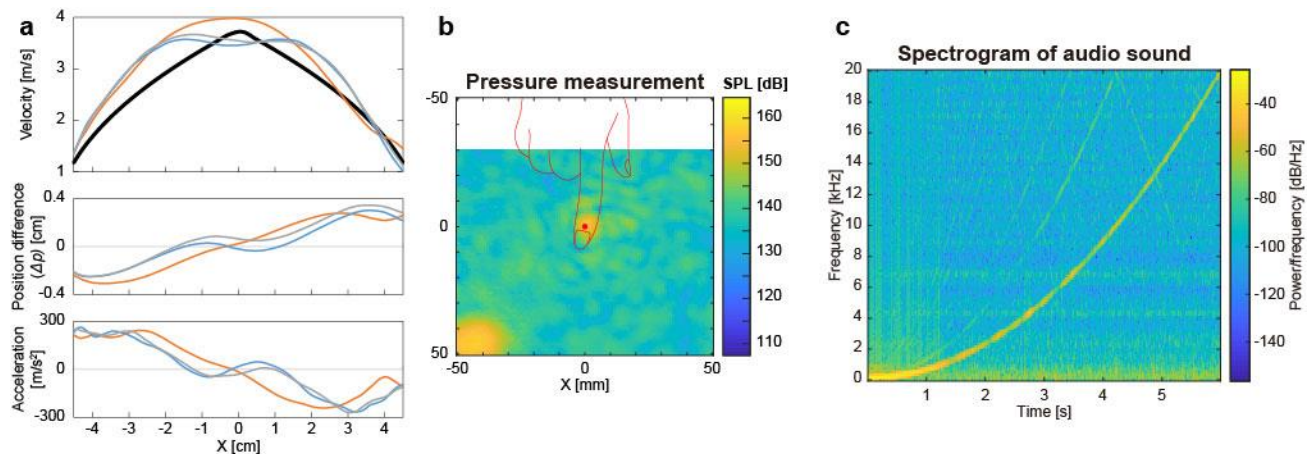 a
4
3
2
1
Velocity [m/s]
0.4
0
-0.4
Position difference
(Δp) [cm]
300
0
-300
Acceleration
[m/s²]
-4 -3 -2 -1 0 1 2 3 4
X [cm]
b
Pressure measurement
SPL [dB]
-50
0
50
-50 0 50
X [mm]
160
150
140
130
120
110
c
Spectrogram of audio sound
20
18
16
14
12
10
8
6
4
2
0
Frequency [kHz]
1 2 3 4 5
Time [s]
-40
-60
-80
-100
-120
-140
Power/frequency [dB/Hz]